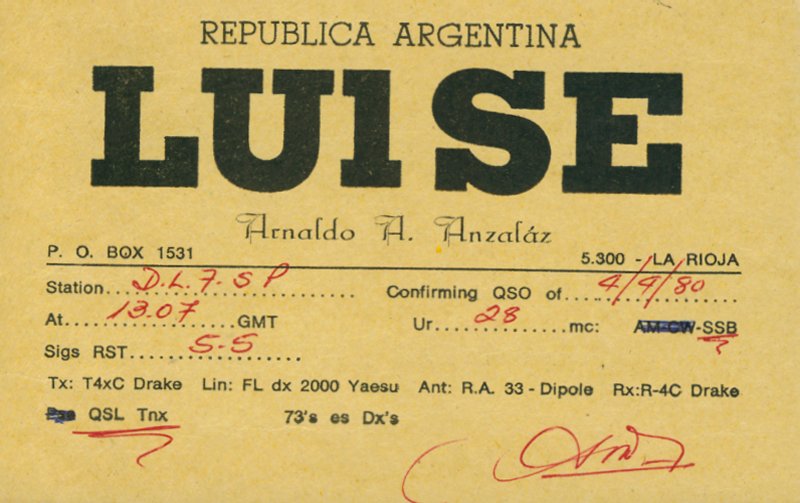 REPUBLICA ARGENT1NA
LU1SE
Arnaldo A. Anzaláz
P. O. BOX 1531 5.300 - LA RIOJA
Station..D.L.7.SP............ Confirming QSO of..4/4/80....
At....13.07......GMT Ur......28........mc: AM-CW-SSB
Sigs RST......5-5.......
Tx: T4xC Drake Lin: FL dx 2000 Yaesu Ant: R.A. 33 - Dipole Rx:R-4C Drake
QSL Tnx 73's es Dx's